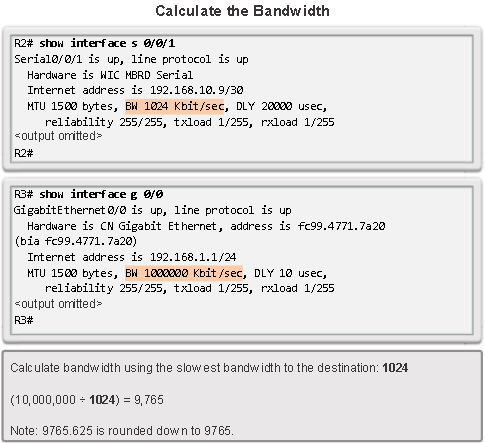 Calculate the Bandwidth
R2# show interface s 0/0/1
Serial0/0/1 is up, line protocol is up
Hardware is WIC MBRD Serial
Internet address is 192.168.10.9/30
MTU 1500 bytes, BW 1024 Kbit/sec, DLY 20000 usec,
reliability 255/255, txload 1/255, rxload 1/255
<output omitted>
R2#
R3# show interface g 0/0
GigabitEthernet0/0 is up, line protocol is up
Hardware is CN Gigabit Ethernet, address is fc99.4771.7a20
(bia fc99.4771.7a20)
Internet address is 192.168.1.1/24
MTU 1500 bytes, BW 1000000 Kbit/sec, DLY 10 usec,
reliability 255/255, txload 1/255, rxload 1/255
<output omitted>
R3#
Calculate bandwidth using the slowest bandwidth to the destination: 1024
(10,000,000 ÷ 1024) = 9,765
Note: 9765.625 is rounded down to 9765.